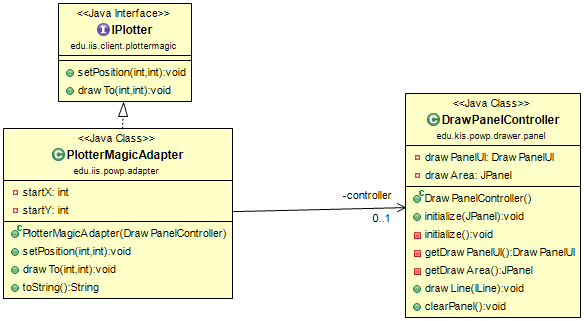 <<Java Interface>>
IPlotter
edu.iis.client.plottermagic
setPosition(int,int):void
draw To(int,int):void
<<Java Class>>
PlotterMagicAdapter
edu.iis.powp.adapter
startX: int
startY: int
PlotterMagicAdapter(Draw PanelController)
setPosition(int,int):void
draw To(int,int):void
toString():String
-controller
0..1
<<Java Class>>
DrawPanelController
edu.kis.powp.drawer.panel
draw PanelUI: Draw PanelUI
draw Area: JPanel
Draw PanelController()
initialize(JPanel):void
initialize():void
getDraw PanelUI():Draw PanelUI
getDraw Area():JPanel
draw Line(ILine):void
clearPanel():void